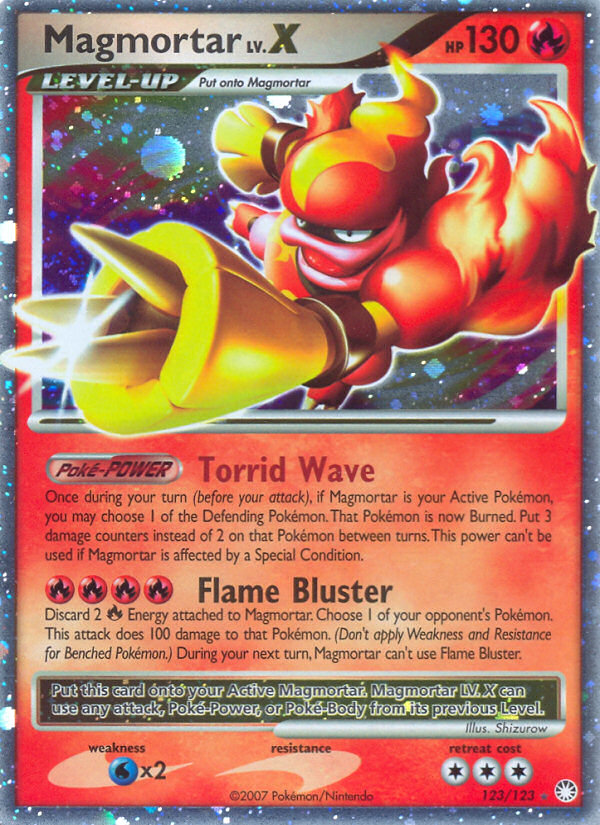 Magmortar LV. X HP 130
LEVEL-UP Put onto Magmortar
Poké-POWER Torrid Wave
Once during your turn (before your attack), if Magmortar is your Active Pokémon,
you may choose 1 of the Defending Pokémon. That Pokémon is now Burned. Put 3
damage counters instead of 2 on that Pokémon between turns. This power can't be
used if Magmortar is affected by a Special Condition.
Flame Bluster
Discard 2 Energy attached to Magmortar. Choose 1 of your opponent's Pokémon.
This attack does 100 damage to that Pokémon. (Don't apply Weakness and Resistance
for Benched Pokémon.) During your next turn, Magmortar can't use Flame Bluster.
Put this card onto your Active Magmortar. Magmortar LV. X can
use any attack, Poké-Power, or Poké-Body from its previous Level.
Illus. Shizurow
weakness resistance retreat cost
x2
©2007 Pokémon/Nintendo 123/123